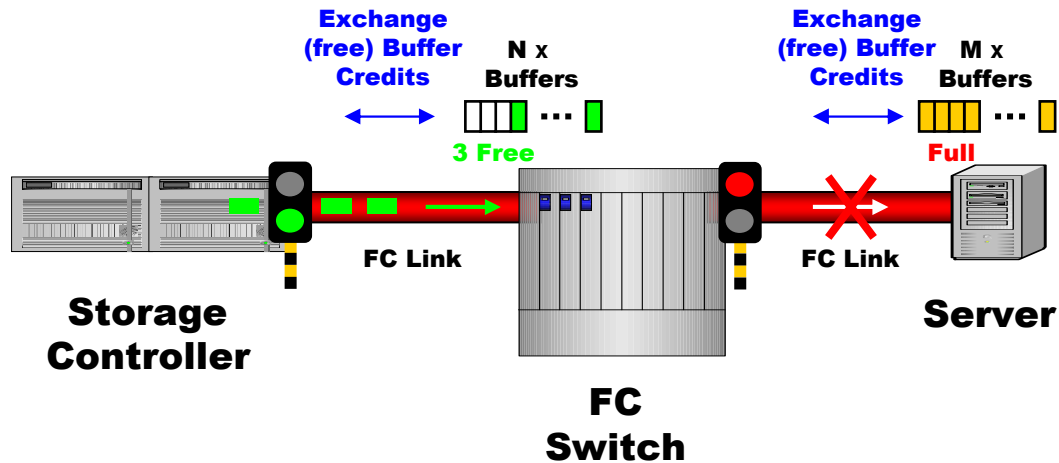 Exchange
(free) Buffer
Credits
N x
Buffers
3 Free
Exchange
(free) Buffer
Credits
M x
Buffers
Full
FC Link
FC Link
Storage
Controller
FC
Switch
Server